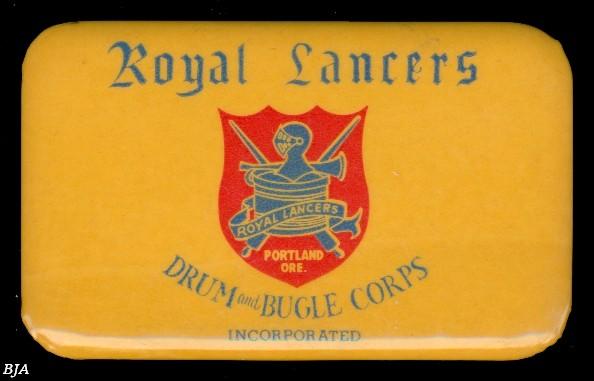 Royal Lancers
ROYAL LANCERS
PORTLAND
ORE.
DRUM and BUGLE CORPS
INCORPORATED
BJA